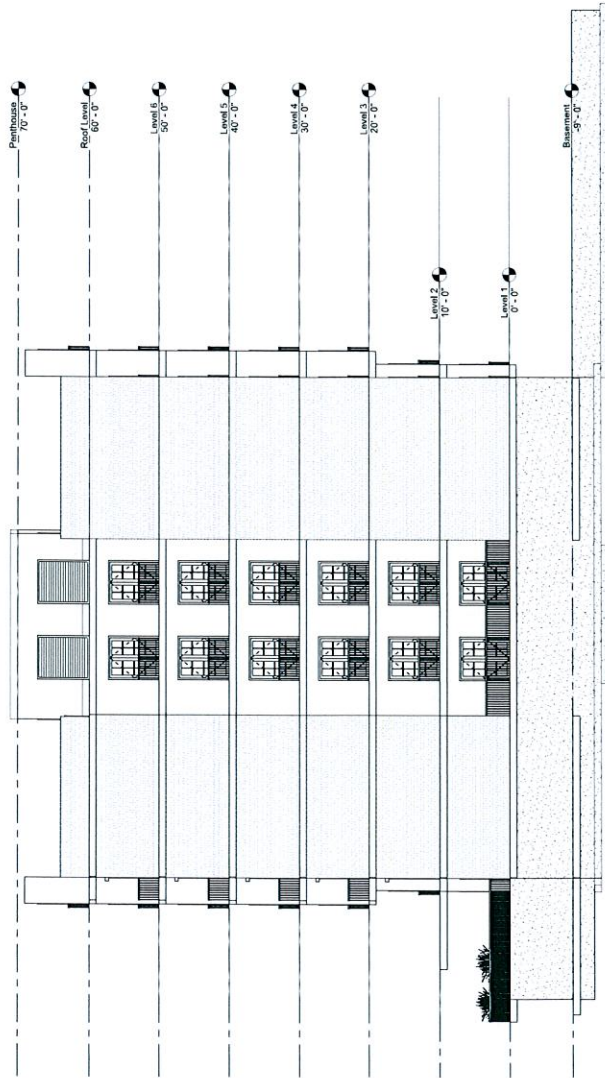 Penthouse
70' - 0"
Roof Level
60' - 0"
Level 6
50' - 0"
Level 5
40' - 0"
Level 4
30' - 0"
Level 3
20' - 0"
Level 2
10' - 0"
Level 1
0' - 0"
Basement
-9' - 0"